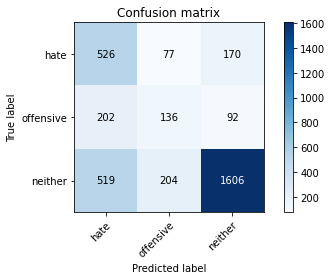 Confusion matrix
hate 526 77 170
offensive 202 136 92
neither 519 204 1606
hate offensive neither
True label
Predicted label
1600
1400
1200
1000
800
600
400
200